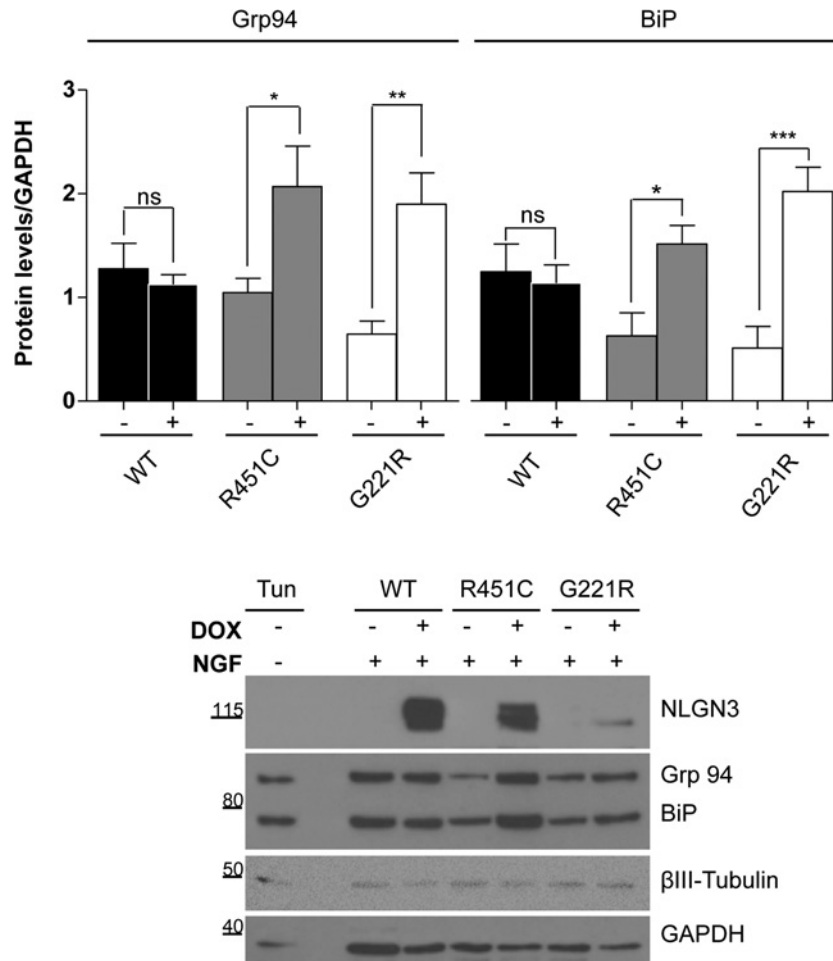 Grp94 BiP
Protein levels/GAPDH
3
2
1
0
ns * ** ns * ***
- + - + - + - + - + - +
WT R451C G221R WT R451C G221R
Tun WT R451C G221R
DOX - - + - + - +
NGF - + + + + + +
115 NLGN3
Grp 94
80
BiP
50 βIII-Tubulin
40 GAPDH